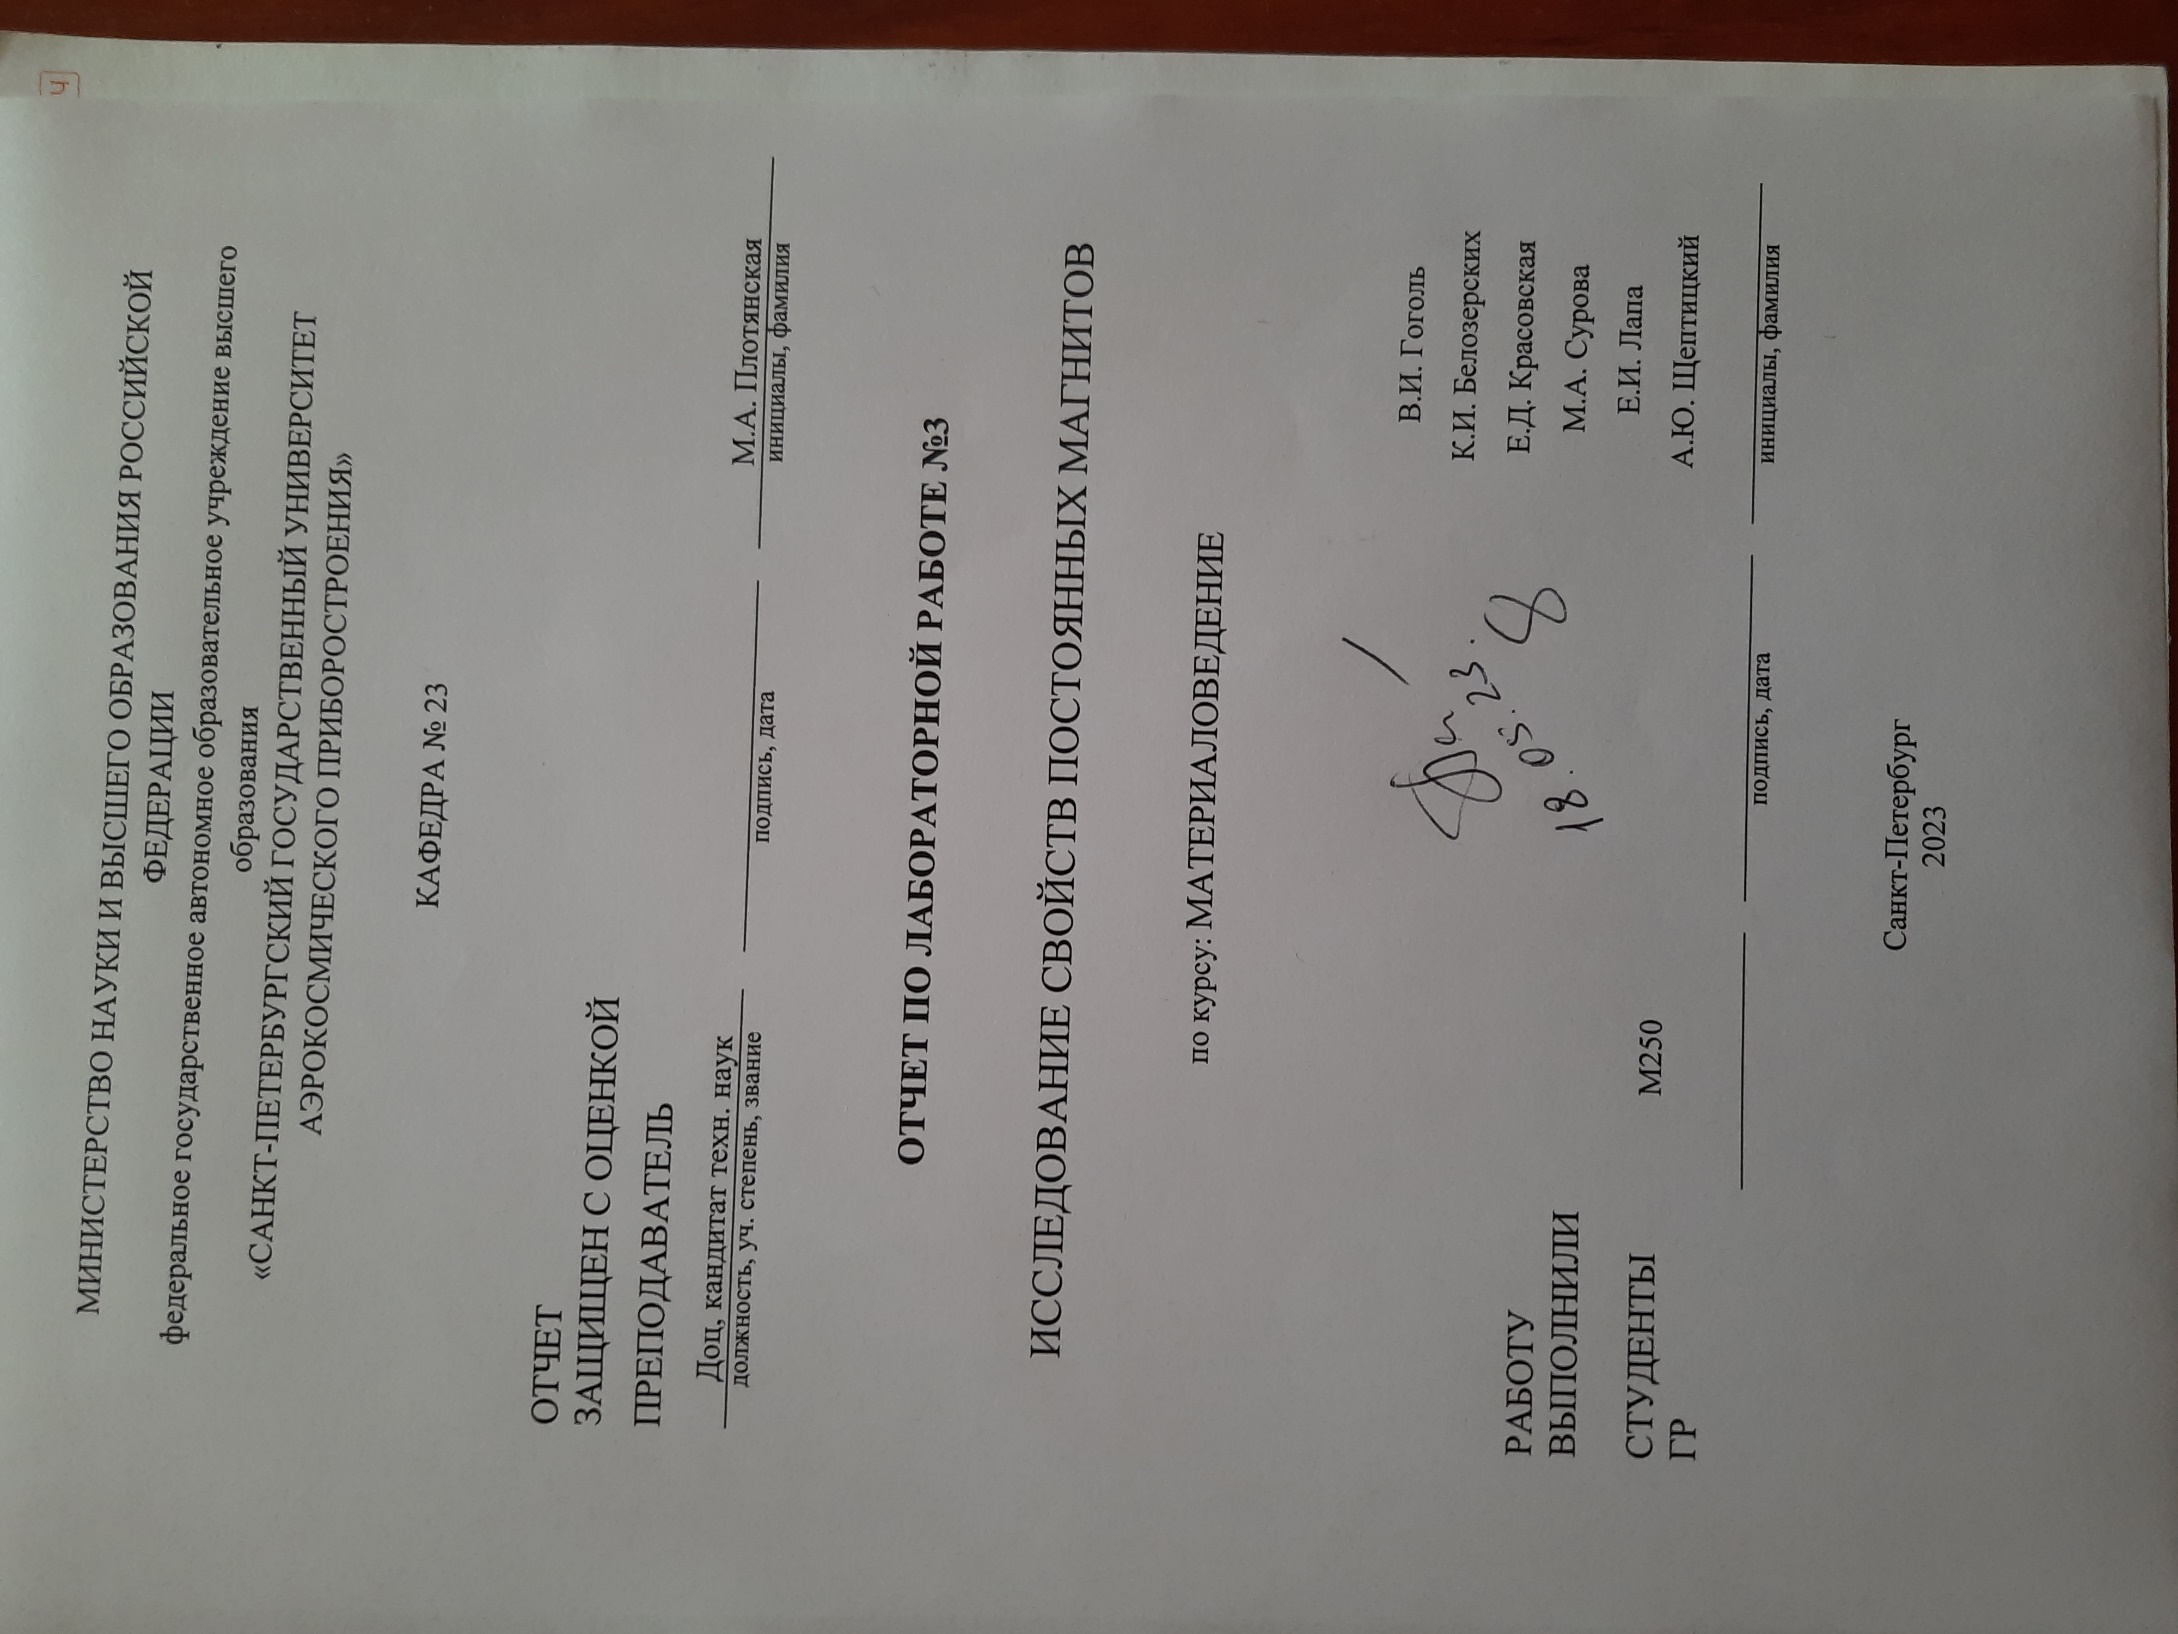 МИНИСТЕРСТВО НАУКИ И ВЫСШЕГО ОБРАЗОВАНИЯ РОССИЙСКОЙ
ФЕДЕРАЦИИ
федеральное государственное автономное образовательное учреждение высшего
образования
«САНКТ-ПЕТЕРБУРГСКИЙ ГОСУДАРСТВЕННЫЙ УНИВЕРСИТЕТ
АЭРОКОСМИЧЕСКОГО ПРИБОРОСТРОЕНИЯ»
КАФЕДРА № 23
ОТЧЕТ
ЗАЩИЩЕН С ОЦЕНКОЙ
ПРЕПОДАВАТЕЛЬ
Доц, кандитат техн. наук М.А. Плотянская
должность, уч. степень, звание подпись, дата инициалы, фамилия
ОТЧЕТ ПО ЛАБОРАТОРНОЙ РАБОТЕ №3
ИССЛЕДОВАНИЕ СВОЙСТВ ПОСТОЯННЫХ МАГНИТОВ
по курсу: МАТЕРИАЛОВЕДЕНИЕ
В.И. Гоголь
К.И. Белозерских
РАБОТУ Е.Д. Красовская
ВЫПОЛНИЛИ 18.05.23. М.А. Сурова
СТУДЕНТЫ М250 Е.И. Лапа
ГР А.Ю. Щептицкий
подпись, дата инициалы, фамилия
Санкт-Петербург
2023